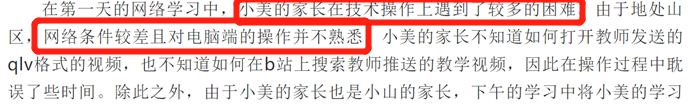 在第一天的网络学习中，小美的家长在技术操作上遇到了较多的困难 由于地处山
区，网络条件较差且对电脑端的操作并不熟悉 小美的家长不知道如何打开教师发送的
qlv格式的视频，也不知道如何在b站上搜索教师推送的教学视频，因此在操作过程中耽
误了些时间。除此之外，由于小美的家长也是小山的家长，下午的学习中将小美的学习